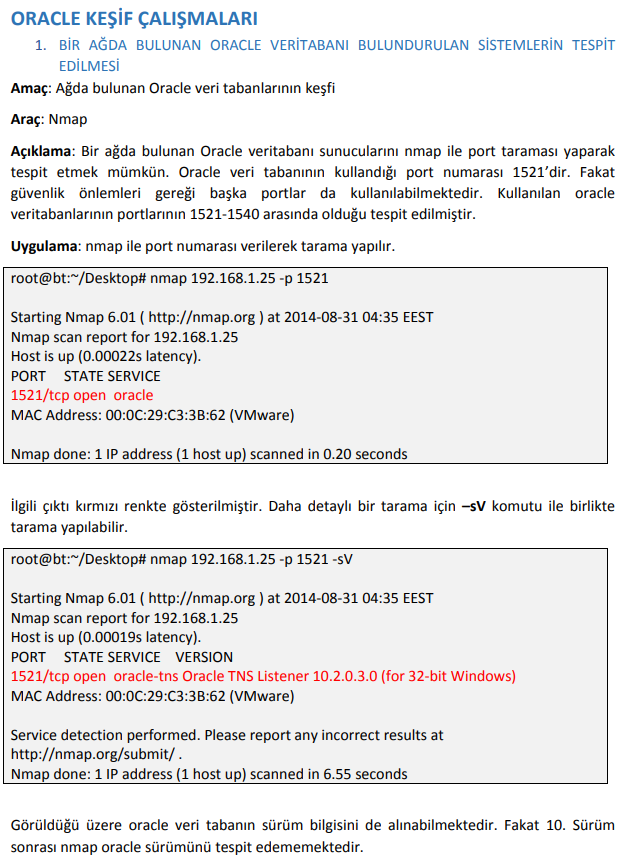 ORACLE KEŞİF ÇALIŞMALARI
1. BİR AĞDA BULUNAN ORACLE VERİTABANI BULUNDURULAN SİSTEMLERİN TESPİT
EDİLMESİ
Amaç: Ağda bulunan Oracle veri tabanlarının keşfi
Araç: Nmap
Açıklama: Bir ağda bulunan Oracle veritabanı sunucularını nmap ile port taraması yaparak
tespit etmek mümkün. Oracle veri tabanının kullandığı port numarası 1521'dir. Fakat
güvenlik önlemleri gereği başka portlar da kullanılabilmektedir. Kullanılan oracle
veritabanlarının portlarının 1521-1540 arasında olduğu tespit edilmiştir.
Uygulama: nmap ile port numarası verilerek tarama yapılır.
root@bt:~/Desktop# nmap 192.168.1.25 -p 1521
Starting Nmap 6.01 ( http://nmap.org ) at 2014-08-31 04:35 EEST
Nmap scan report for 192.168.1.25
Host is up (0.00022s latency).
PORT STATE SERVICE
1521/tcp open oracle
MAC Address: 00:0C:29:C3:3B:62 (VMware)
Nmap done: 1 IP address (1 host up) scanned in 0.20 seconds
İlgili çıktı kırmızı renkte gösterilmiştir. Daha detaylı bir tarama için –sV komutu ile birlikte
tarama yapılabilir.
root@bt:~/Desktop# nmap 192.168.1.25 -p 1521 -sV
Starting Nmap 6.01 ( http://nmap.org ) at 2014-08-31 04:35 EEST
Nmap scan report for 192.168.1.25
Host is up (0.00019s latency).
PORT STATE SERVICE VERSION
1521/tcp open oracle-tns Oracle TNS Listener 10.2.0.3.0 (for 32-bit Windows)
MAC Address: 00:0C:29:C3:3B:62 (VMware)
Service detection performed. Please report any incorrect results at
http://nmap.org/submit/ .
Nmap done: 1 IP address (1 host up) scanned in 6.55 seconds
Görüldüğü üzere oracle veri tabanın sürüm bilgisini de alınabilmektedir. Fakat 10. Sürüm
sonrası nmap oracle sürümünü tespit edememektedir.